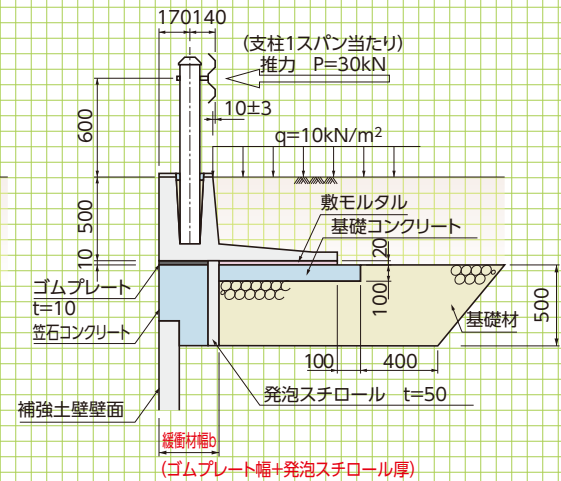 170140
(支柱1スパン当たり)
推力 P=30kN
10±3
600
q=10kN/m²
敷モルタル
基礎コンクリート
500
10
20
ゴムプレート
t=10
笠石コンクリート
100
500
基礎材
100
400
発泡スチロール t=50
補強土壁壁面
緩衝材幅b
(ゴムプレート幅+発泡スチロール厚)